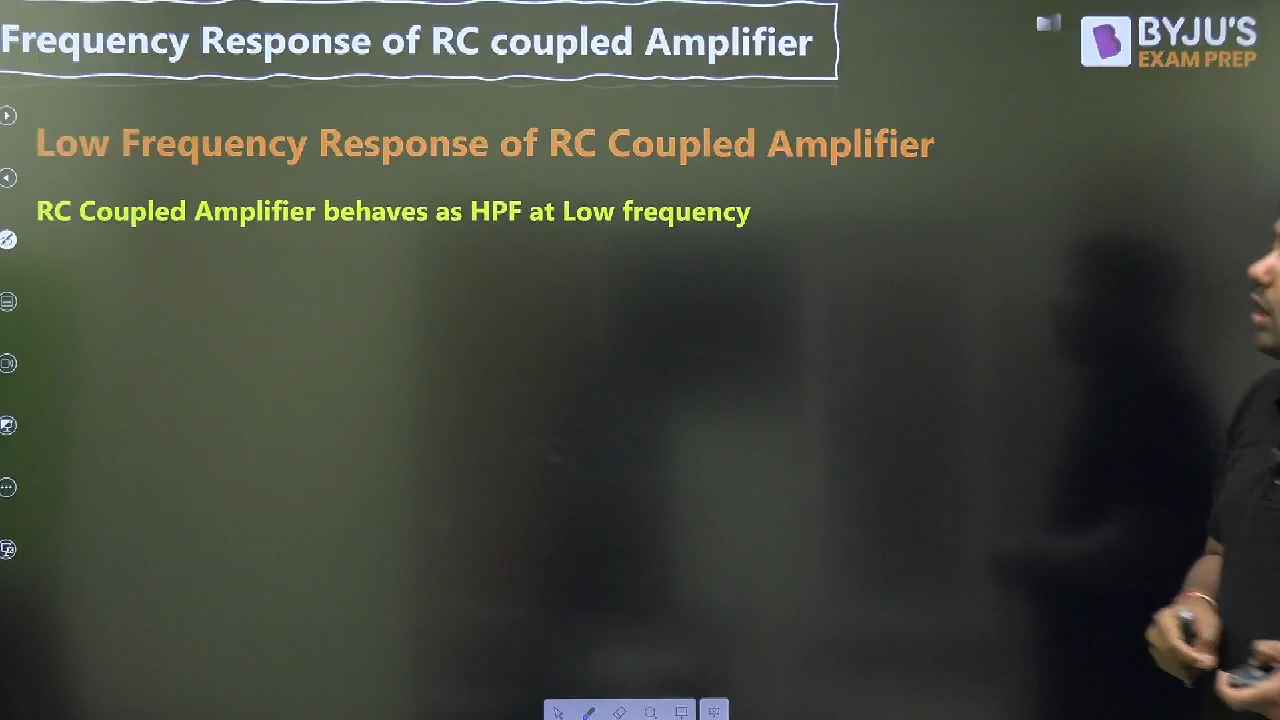 Frequency Response of RC coupled Amplifier
BYJU'S
EXAM PREP
Low Frequency Response of RC Coupled Amplifier
RC Coupled Amplifier behaves as HPF at Low frequency